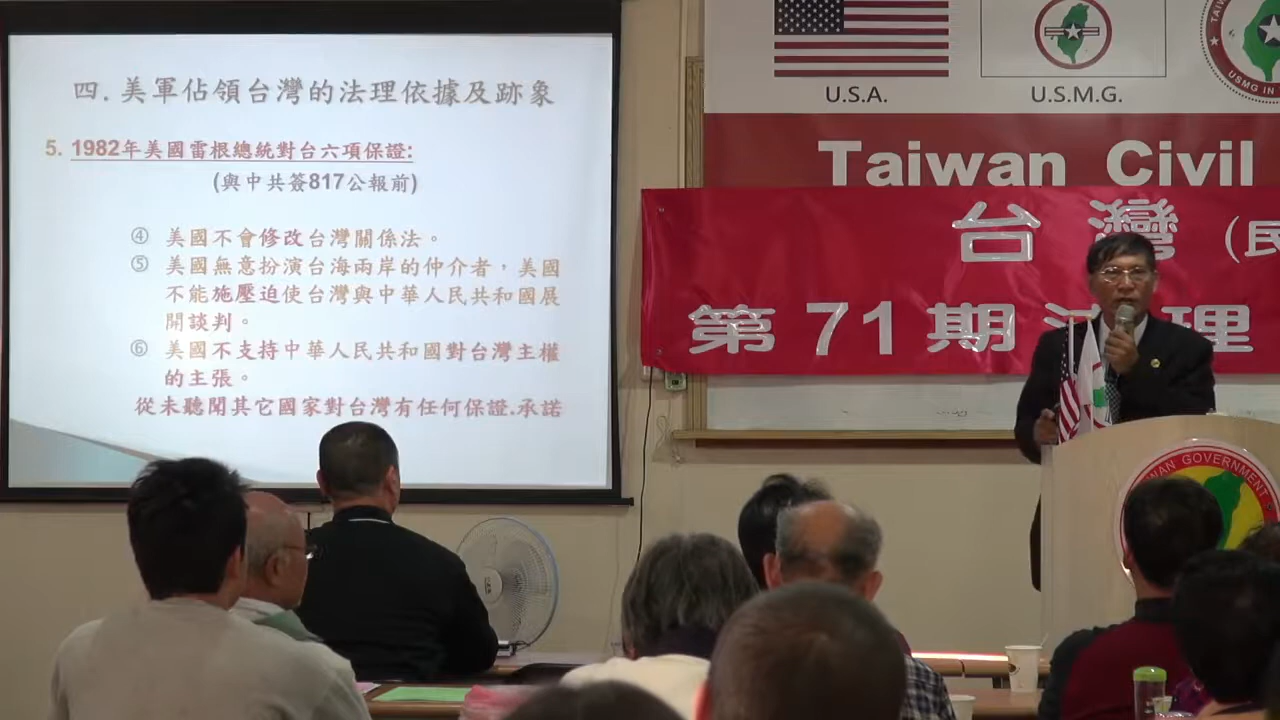 四. 美軍佔領台灣的法理依據及跡象
5. 1982年美國雷根總統對台六項保證:
(與中共簽817公報前)
④ 美國不會修改台灣關係法。
⑤ 美國無意扮演台海兩岸的仲介者，美國
不能施壓迫使台灣與中華人民共和國展
開談判。
⑥ 美國不支持中華人民共和國對台灣主權
的主張。
從未聽聞其它國家對台灣有任何保證.承諾
U.S.A.
U.S.M.G.
USMG IN
Taiwan Civil
台灣（民
第71期法理
WAN GOVERNMENT